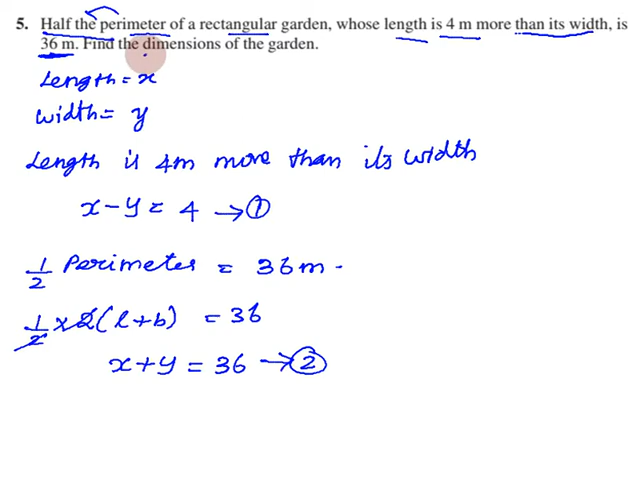 5. Half the perimeter of a rectangular garden, whose length is 4 m more than its width, is
36 m. Find the dimensions of the garden.
Length = x
width = y
Length is 4m more than its width
x - y = 4 → ①
1/2 Perimeter = 36m.
1/2 × 2 ( l + b ) = 36
x + y = 36 → ②